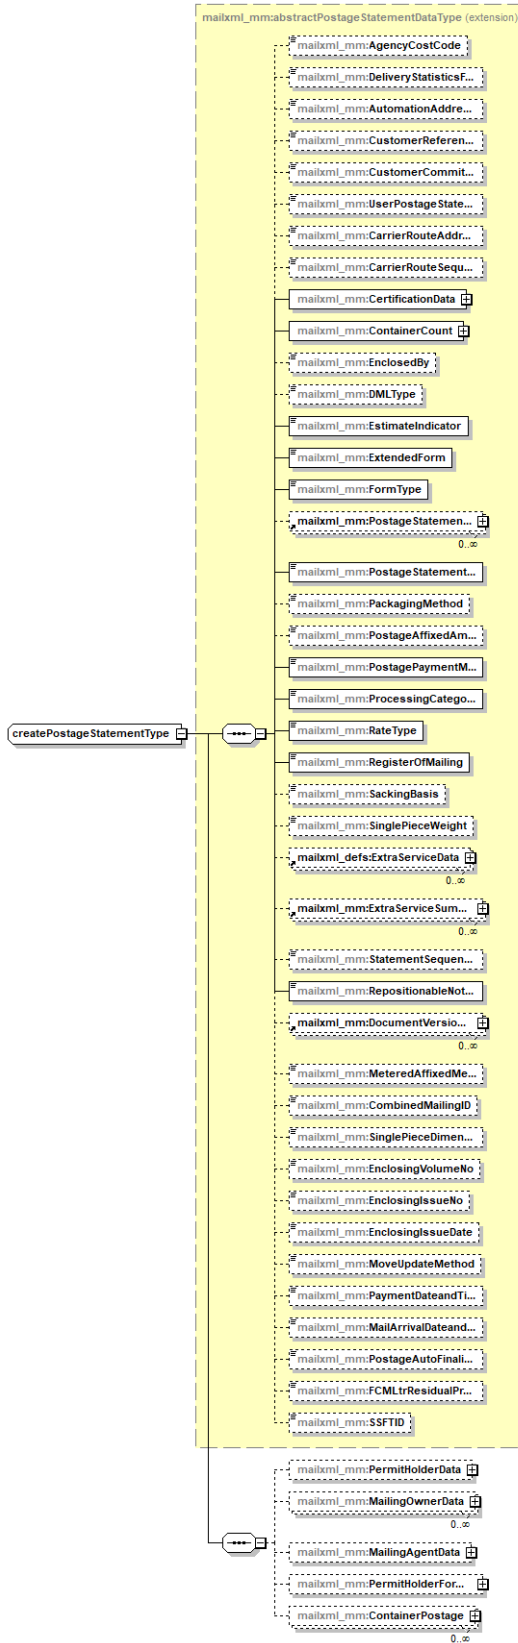 mailxml_mm:abstractPostageStatementDataType (extension)
mailxml_mm:AgencyCostCode
mailxml_mm:DeliveryStatisticsF...
mailxml_mm:AutomationAddre...
mailxml_mm:CustomerReferen...
mailxml_mm:CustomerCommit...
mailxml_mm:UserPostageState...
mailxml_mm:CarrierRouteAddr...
mailxml_mm:CarrierRouteSequ...
mailxml_mm:CertificationData
mailxml_mm:ContainerCount
mailxml_mm:EnclosedBy
mailxml_mm:DMLType
mailxml_mm:EstimateIndicator
mailxml_mm:ExtendedForm
mailxml_mm:FormType
mailxml_mm:PostageStatemen...
0..∞
mailxml_mm:PostageStatement...
mailxml_mm:PackagingMethod
mailxml_mm:PostageAffixedAm...
mailxml_mm:PostagePaymentM...
mailxml_mm:ProcessingCatego...
createPostageStatementType
mailxml_mm:RateType
mailxml_mm:RegisterOfMailing
mailxml_mm:SackingBasis
mailxml_mm:SinglePieceWeight
mailxml_defs:ExtraServiceData
0..∞
mailxml_mm:ExtraServiceSum...
0..∞
mailxml_mm:StatementSequen...
mailxml_mm:RepositionableNot...
mailxml_mm:DocumentVersio...
0..∞
mailxml_mm:MeteredAffixedMe...
mailxml_mm:CombinedMailingID
mailxml_mm:SinglePieceDimen...
mailxml_mm:EnclosingVolumeNo
mailxml_mm:EnclosingIssueNo
mailxml_mm:EnclosingIssueDate
mailxml_mm:MoveUpdateMethod
mailxml_mm:PaymentDateandTi...
mailxml_mm:MailArrivalDateand...
mailxml_mm:PostageAutoFinali...
mailxml_mm:FCMLtrResidualPr...
mailxml_mm:SSFTID
mailxml_mm:PermitHolderData
mailxml_mm:MailingOwnerData
0..∞
mailxml_mm:MailingAgentData
mailxml_mm:PermitHolderFor...
mailxml_mm:ContainerPostage
0..∞